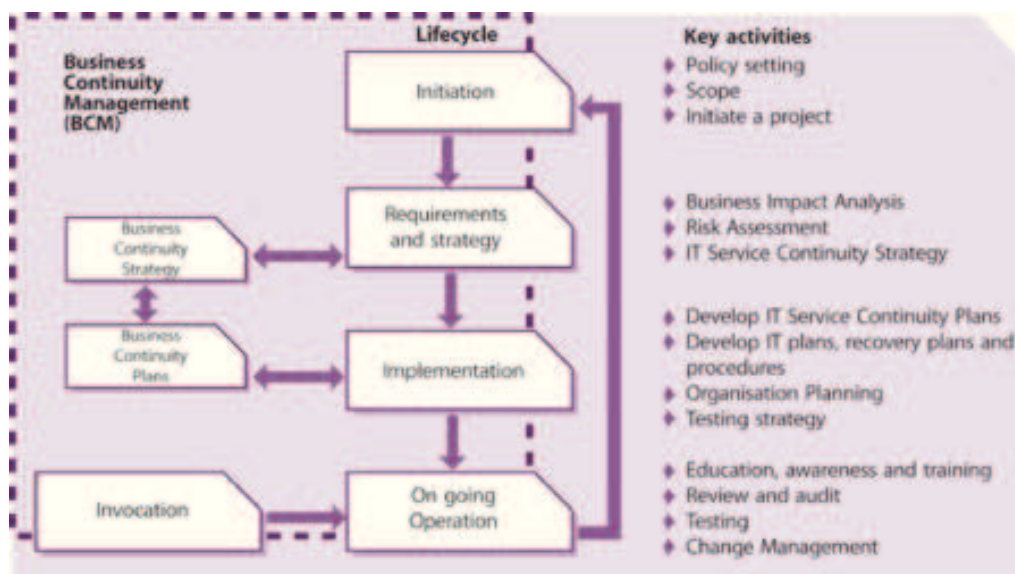 Business
Continuity
Management
(BCM)
Lifecycle
Initiation
Requirements
and strategy
Implementation
On going
Operation
Business
Continuity
Strategy
Business
Continuity
Plans
Invocation
Key activities
Policy setting
Scope
Initiate a project
Business Impact Analysis
Risk Assessment
IT Service Continuity Strategy
Develop IT Service Continuity Plans
Develop IT plans, recovery plans and
procedures
Organisation Planning
Testing strategy
Education, awareness and training
Review and audit
Testing
Change Management